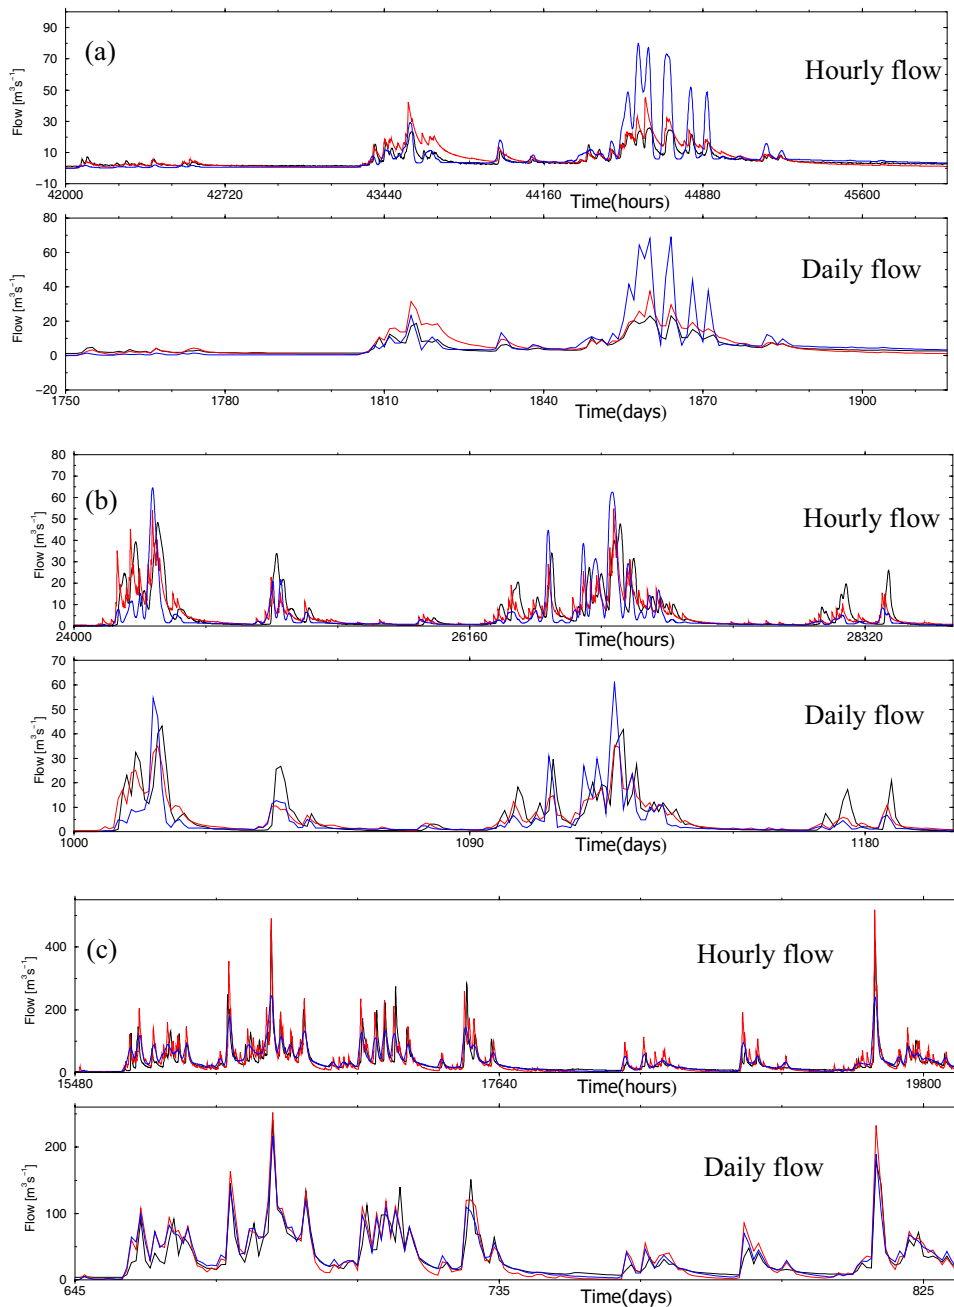 (a)
Hourly flow
Flow [m³s⁻¹]
90
70
50
30
10
−10
42000 42720 43440 44160 44880 45600
Time(hours)
Daily flow
Flow [m³s⁻¹]
80
60
40
20
0
−20
1750 1780 1810 1840 1870 1900
Time(days)
(b)
Hourly flow
Flow [m³s⁻¹]
80
70
60
50
40
30
20
10
0
24000 26160 28320
Time(hours)
Daily flow
Flow [m³s⁻¹]
70
60
50
40
30
20
10
0
1000 1090 1180
Time(days)
(c)
Hourly flow
Flow [m³s⁻¹]
400
200
0
15480 17640 19800
Time(hours)
Daily flow
Flow [m³s⁻¹]
200
100
0
645 735 825
Time(days)